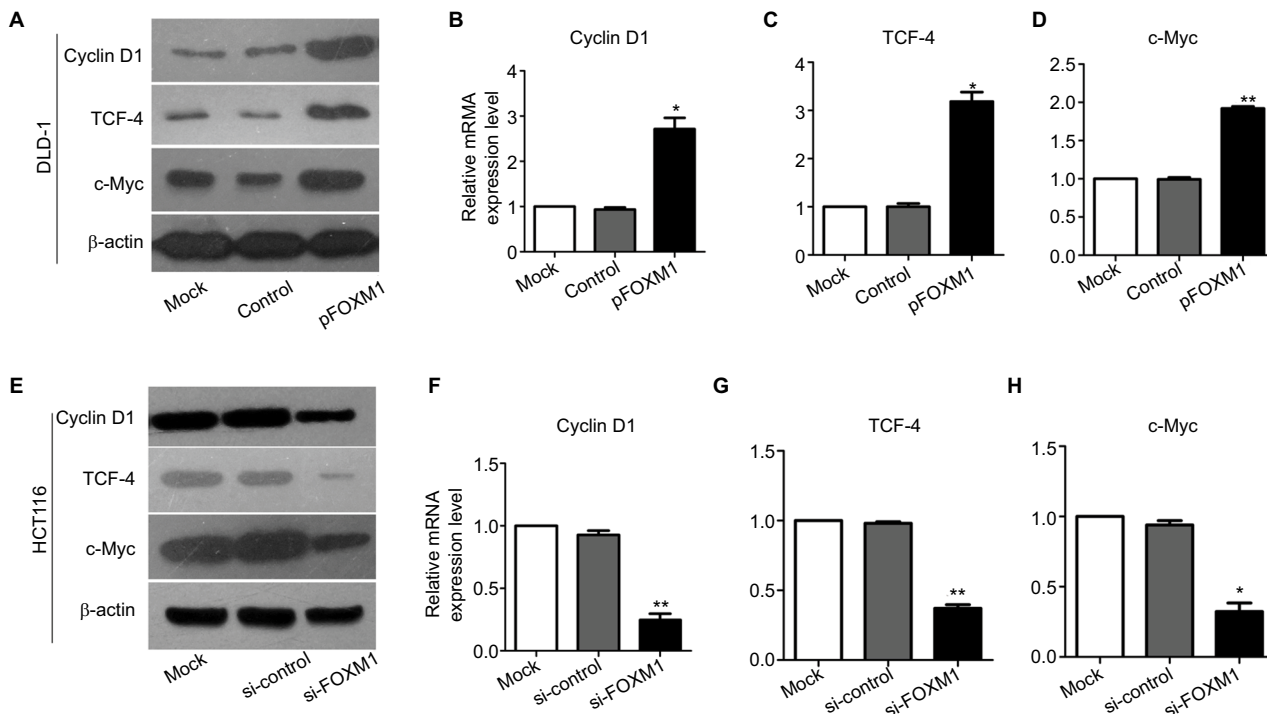 A
DLD-1
Cyclin D1
TCF-4
c-Myc
β-actin
Mock
Control
pFOXM1
B
Cyclin D1
Relative mRMA
expression level
4
3
2
1
0
*
Mock
Control
pFOXM1
C
TCF-4
4
3
2
1
0
*
Mock
Control
pFOXM1
D
c-Myc
2.5
2.0
1.5
1.0
0.5
0.0
**
Mock
Control
pFOXM1
E
HCT116
Cyclin D1
TCF-4
c-Myc
β-actin
Mock
si-control
si-FOXM1
F
Cyclin D1
Relative mRNA
expression level
1.5
1.0
0.5
0.0
**
Mock
si-control
si-FOXM1
G
TCF-4
1.5
1.0
0.5
0.0
**
Mock
si-control
si-FOXM1
H
c-Myc
1.5
1.0
0.5
0.0
*
Mock
si-control
si-FOXM1